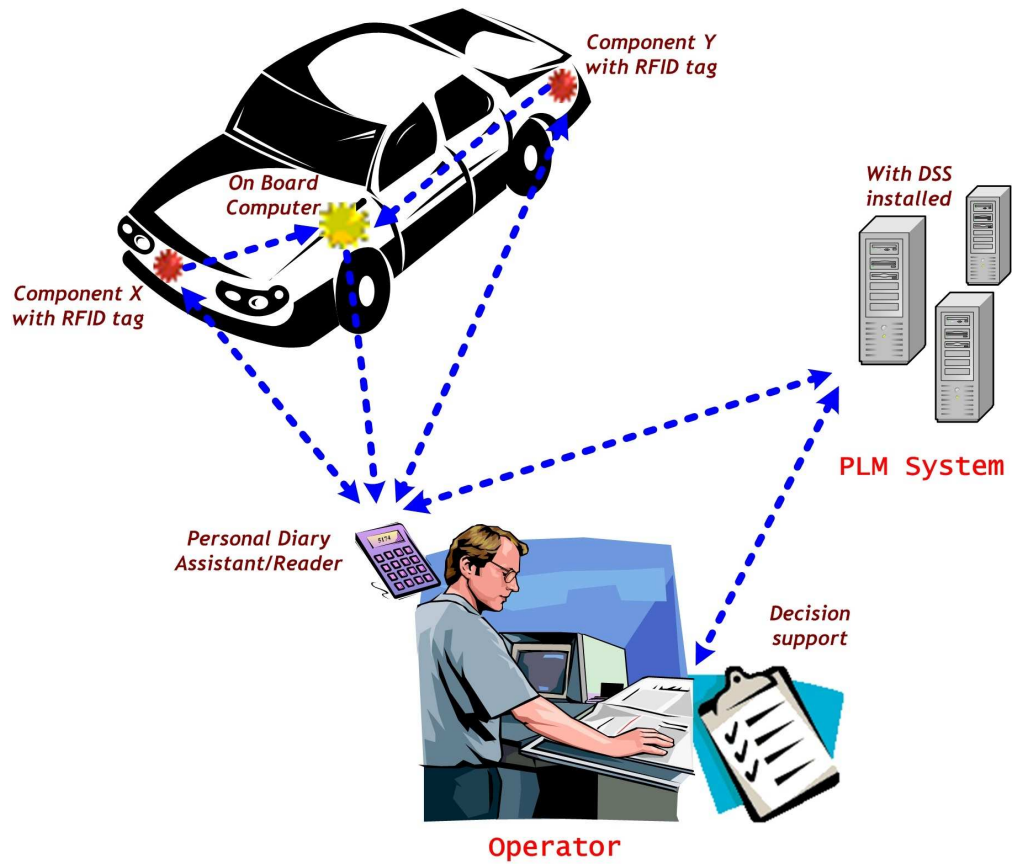 Component Y
with RFID tag
With DSS
installed
On Board
Computer
Component X
with RFID tag
PLM System
5174
Personal Diary
Assistant/Reader
Decision
support
Operator